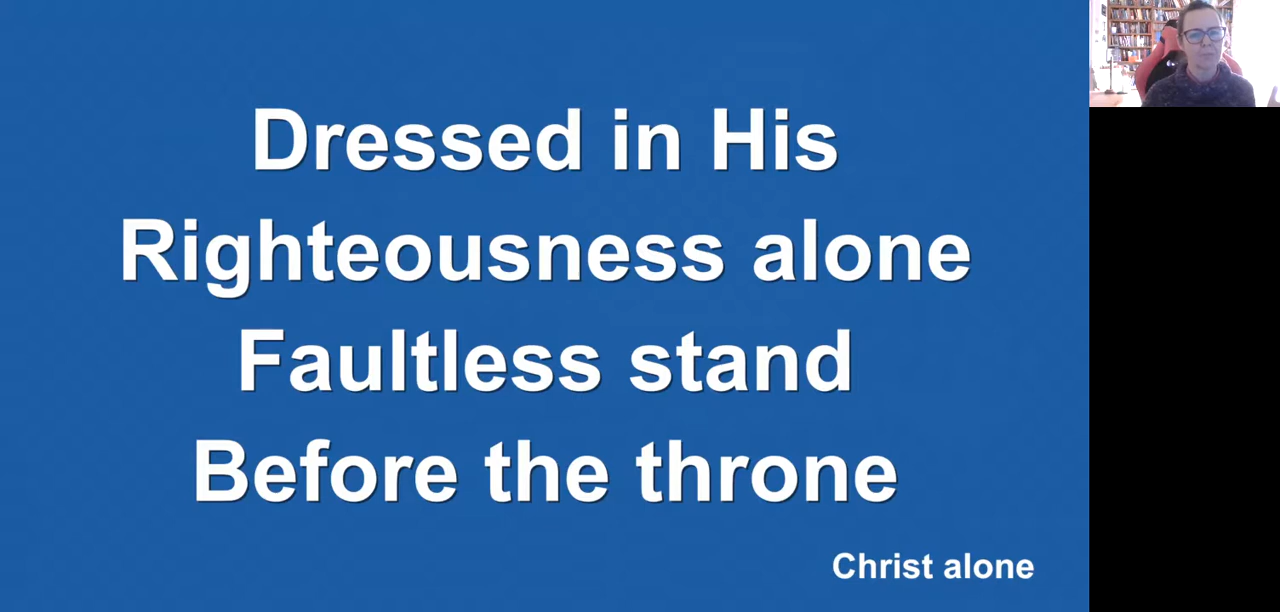 Dressed in His
Righteousness alone
Faultless stand
Before the throne
Christ alone